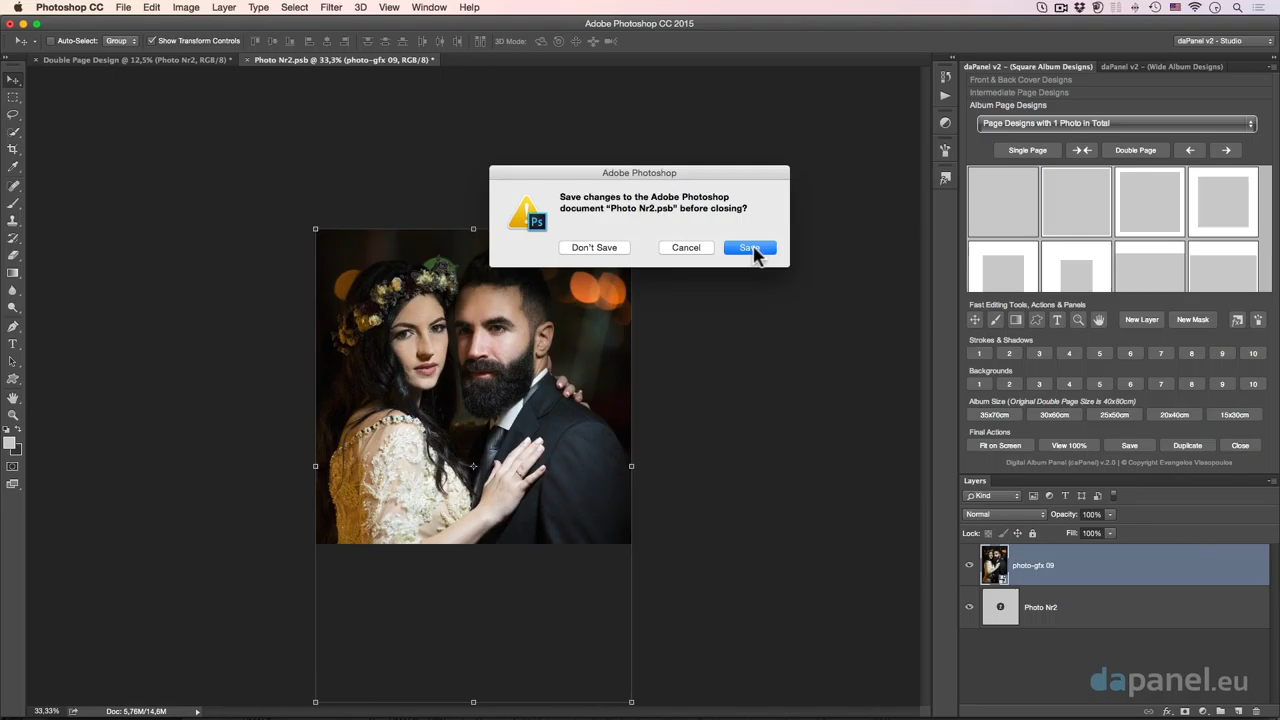 Photoshop CC File Edit Image Layer Type Select Filter 3D View Window Help
Adobe Photoshop CC 2015
Auto-Select: Group Show Transform Controls 3D Mode: daPanel v2 - Studio
× Double Page Design @ 12,5% (Photo Nr2, RGB/8) * × Photo Nr2.psb @ 33,3% (photo-gfx 09, RGB/8) *
daPanel v2 - (Square Album Designs) daPanel v2 - (Wide Album Designs)
Front & Back Cover Designs
Intermediate Page Designs
Album Page Designs
Page Designs with 1 Photo in Total
Single Page Double Page
Adobe Photoshop
Save changes to the Adobe Photoshop
document “Photo Nr2.psb” before closing?
Ps
Don't Save Cancel Save
Fast Editing Tools, Actions & Panels
T New Layer New Mask
Strokes & Shadows
1 2 3 4 5 6 7 8 9 10
Backgrounds
1 2 3 4 5 6 7 8 9 10
Album Size (Original Double Page Size is 40x80cm)
35x70cm 30x60cm 25x50cm 20x40cm 15x30cm
Final Actions
Fit on Screen View 100% Save Duplicate Close
Digital Album Panel (daPanel) v.2.0 | © Copyright Evangelos Vlasopoulos
Layers
Kind
Normal Opacity: 100%
Lock: Fill: 100%
photo-gfx 09
Photo Nr2
dapanel.eu
33,33% Doc: 5,76M/14,6M